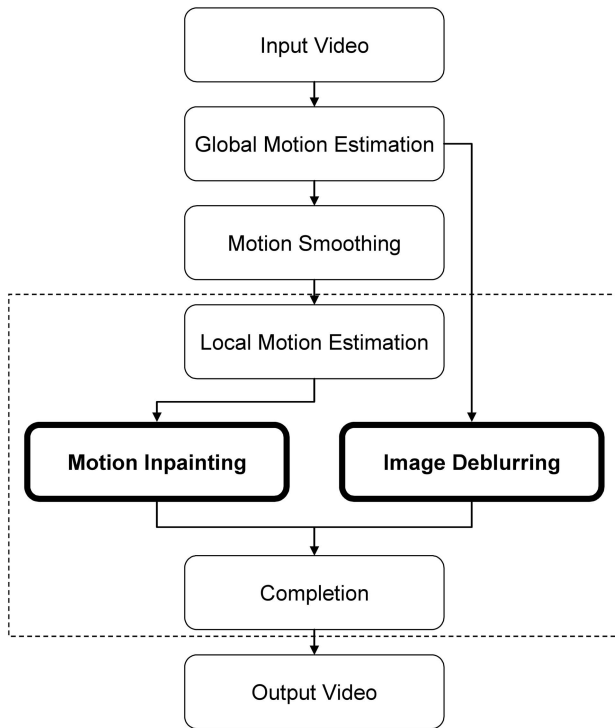 Input Video
Global Motion Estimation
Motion Smoothing
Local Motion Estimation
Motion Inpainting
Image Deblurring
Completion
Output Video